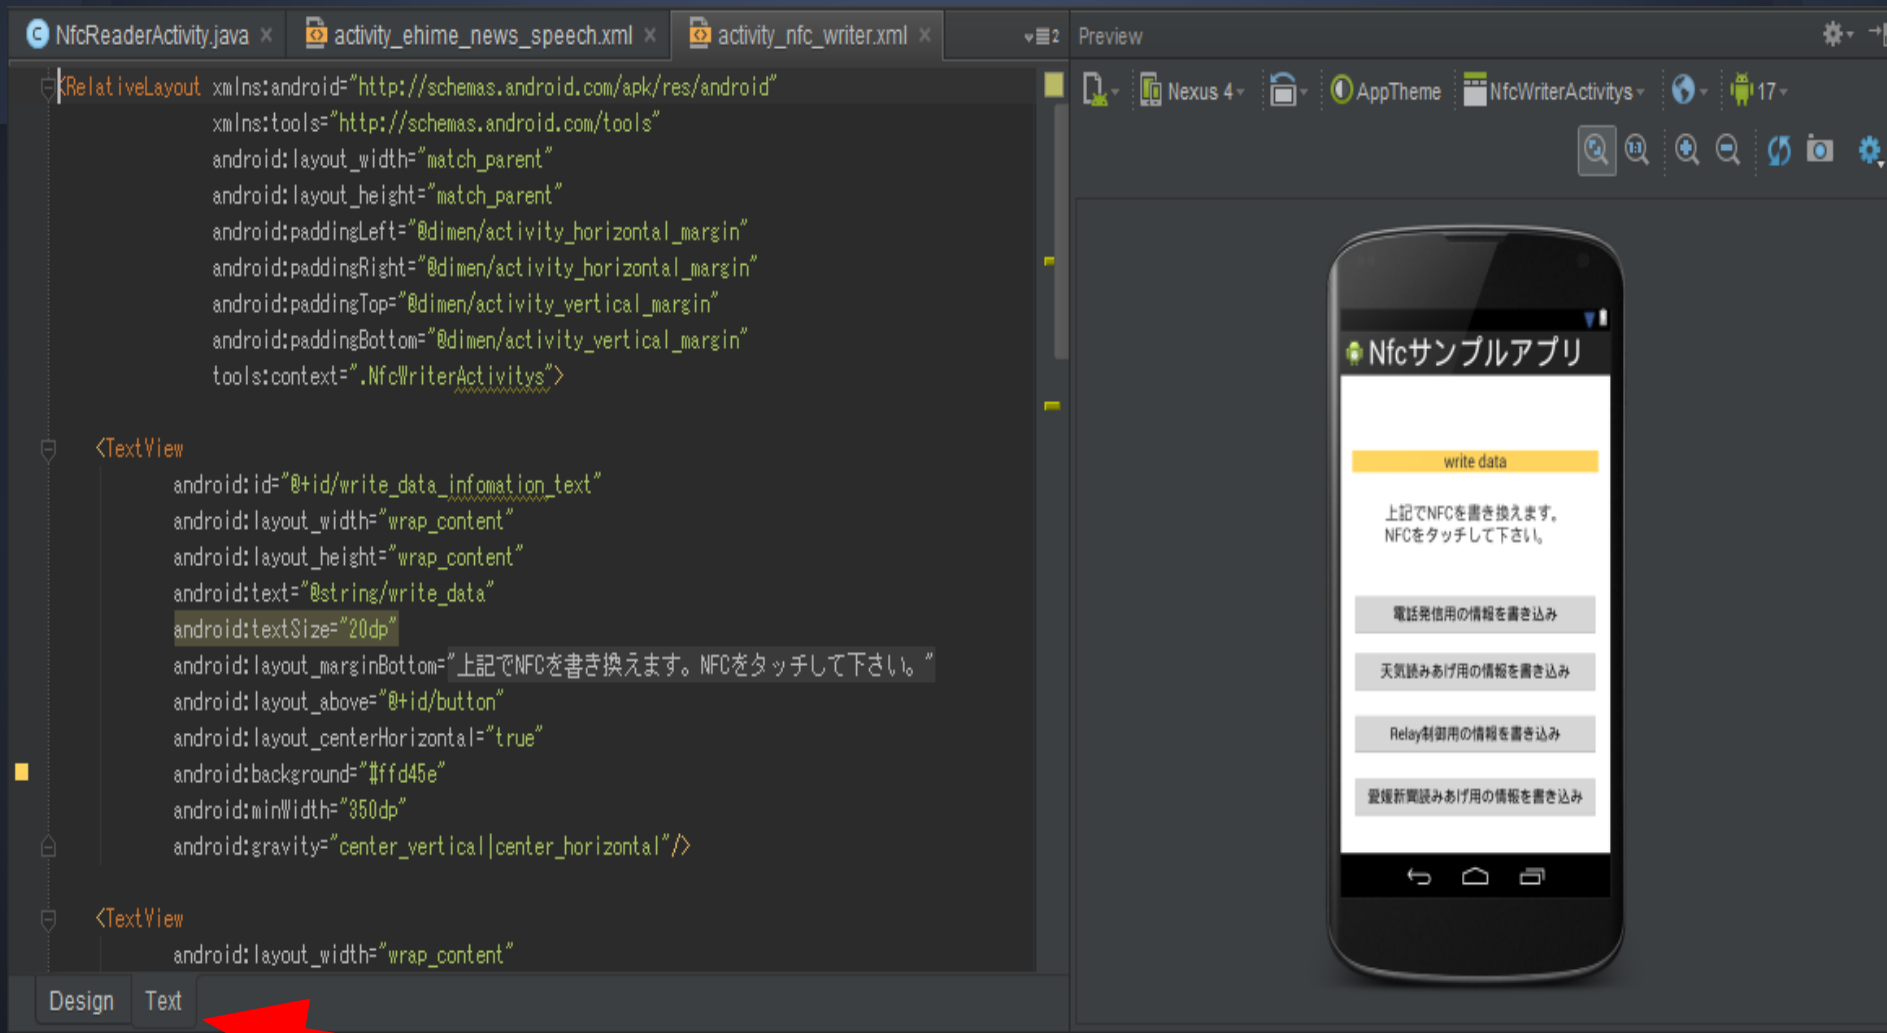 NfcReaderActivity.java
activity_ehime_news_speech.xml
activity_nfc_writer.xml
2
<RelativeLayout xmlns:android="http://schemas.android.com/apk/res/android"
xmlns:tools="http://schemas.android.com/tools"
android:layout_width="match_parent"
android:layout_height="match_parent"
android:paddingLeft="@dimen/activity_horizontal_margin"
android:paddingRight="@dimen/activity_horizontal_margin"
android:paddingTop="@dimen/activity_vertical_margin"
android:paddingBottom="@dimen/activity_vertical_margin"
tools:context=".NfcWriterActivitys">
<TextView
android:id="@+id/write_data_infomation_text"
android:layout_width="wrap_content"
android:layout_height="wrap_content"
android:text="@string/write_data"
android:textSize="20dp"
android:layout_marginBottom="上記でNFCを書き換えます。NFCをタッチして下さい。"
android:layout_above="@+id/button"
android:layout_centerHorizontal="true"
android:background="#ffd45e"
android:minWidth="350dp"
android:gravity="center_vertical|center_horizontal"/>
<TextView
android:layout_width="wrap_content"
Design Text
Preview
Nexus 4 AppTheme NfcWriterActivitys 17
1:1
Nfcサンプルアプリ
write data
上記でNFCを書き換えます。
NFCをタッチして下さい。
電話発信用の情報を書き込み
天気読みあげ用の情報を書き込み
Relay制御用の情報を書き込み
愛媛新聞読みあげ用の情報を書き込み